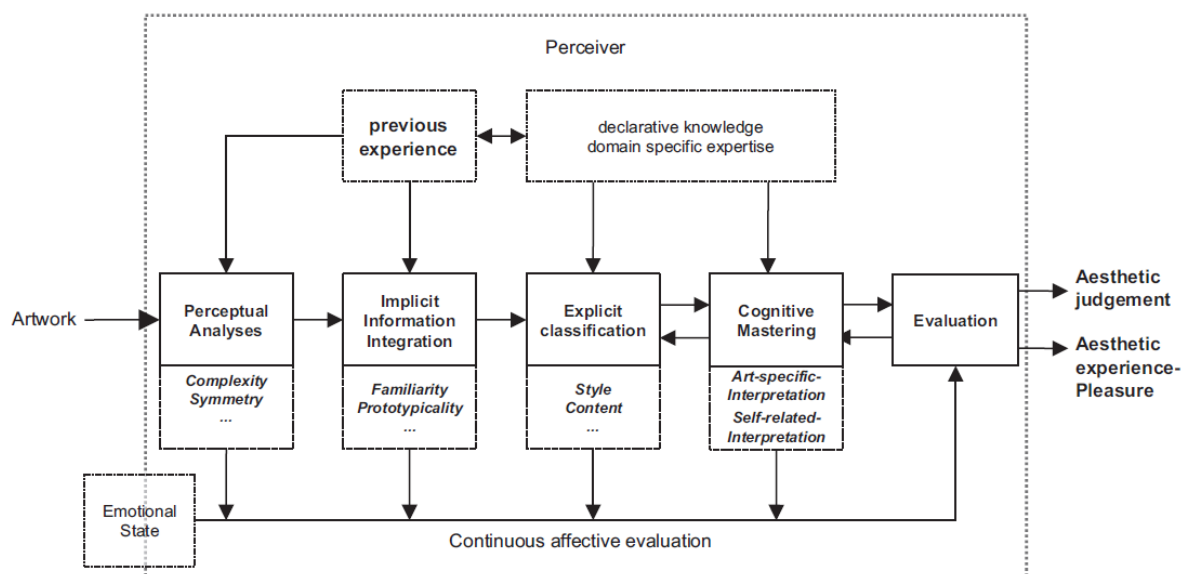 Perceiver
previous
experience
declarative knowledge
domain specific expertise
Artwork
Perceptual
Analyses
Complexity
Symmetry
...
Implicit
Information
Integration
Familiarity
Prototypicality
...
Explicit
classification
Style
Content
...
Cognitive
Mastering
Art-specific-
Interpretation
Self-related-
Interpretation
Evaluation
Aesthetic
judgement
Aesthetic
experience-
Pleasure
Emotional
State
Continuous affective evaluation